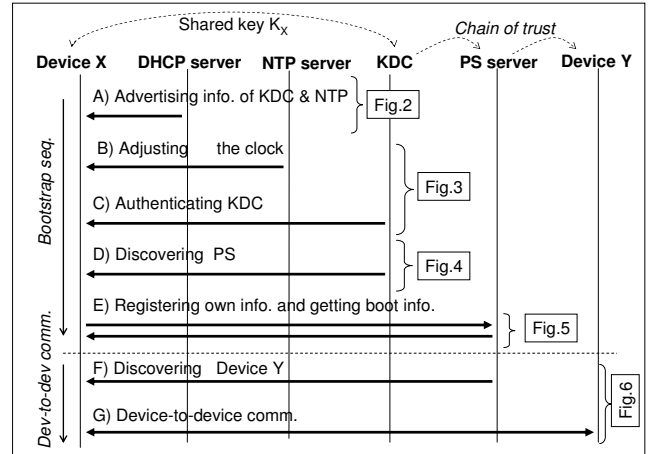 Shared key KX
Chain of trust
Device X DHCP server NTP server KDC PS server Device Y
A) Advertising info. of KDC & NTP
Fig.2
B) Adjusting the clock
Fig.3
C) Authenticating KDC
D) Discovering PS
Fig.4
E) Registering own info. and getting boot info.
Fig.5
Bootstrap seq.
F) Discovering Device Y
G) Device-to-device comm.
Fig.6
Dev-to-dev comm.